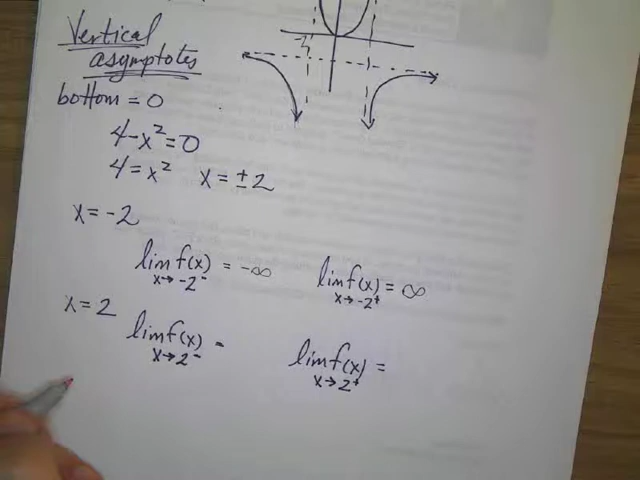 Vertical
asymptotes
bottom = 0
4-x²=0
4=x² x=±2
x=-2
lim f(x) = -∞ lim f(x) = ∞
x→-2⁻ x→-2⁺
x=2
lim f(x) = lim f(x) =
x→2⁻ x→2⁺